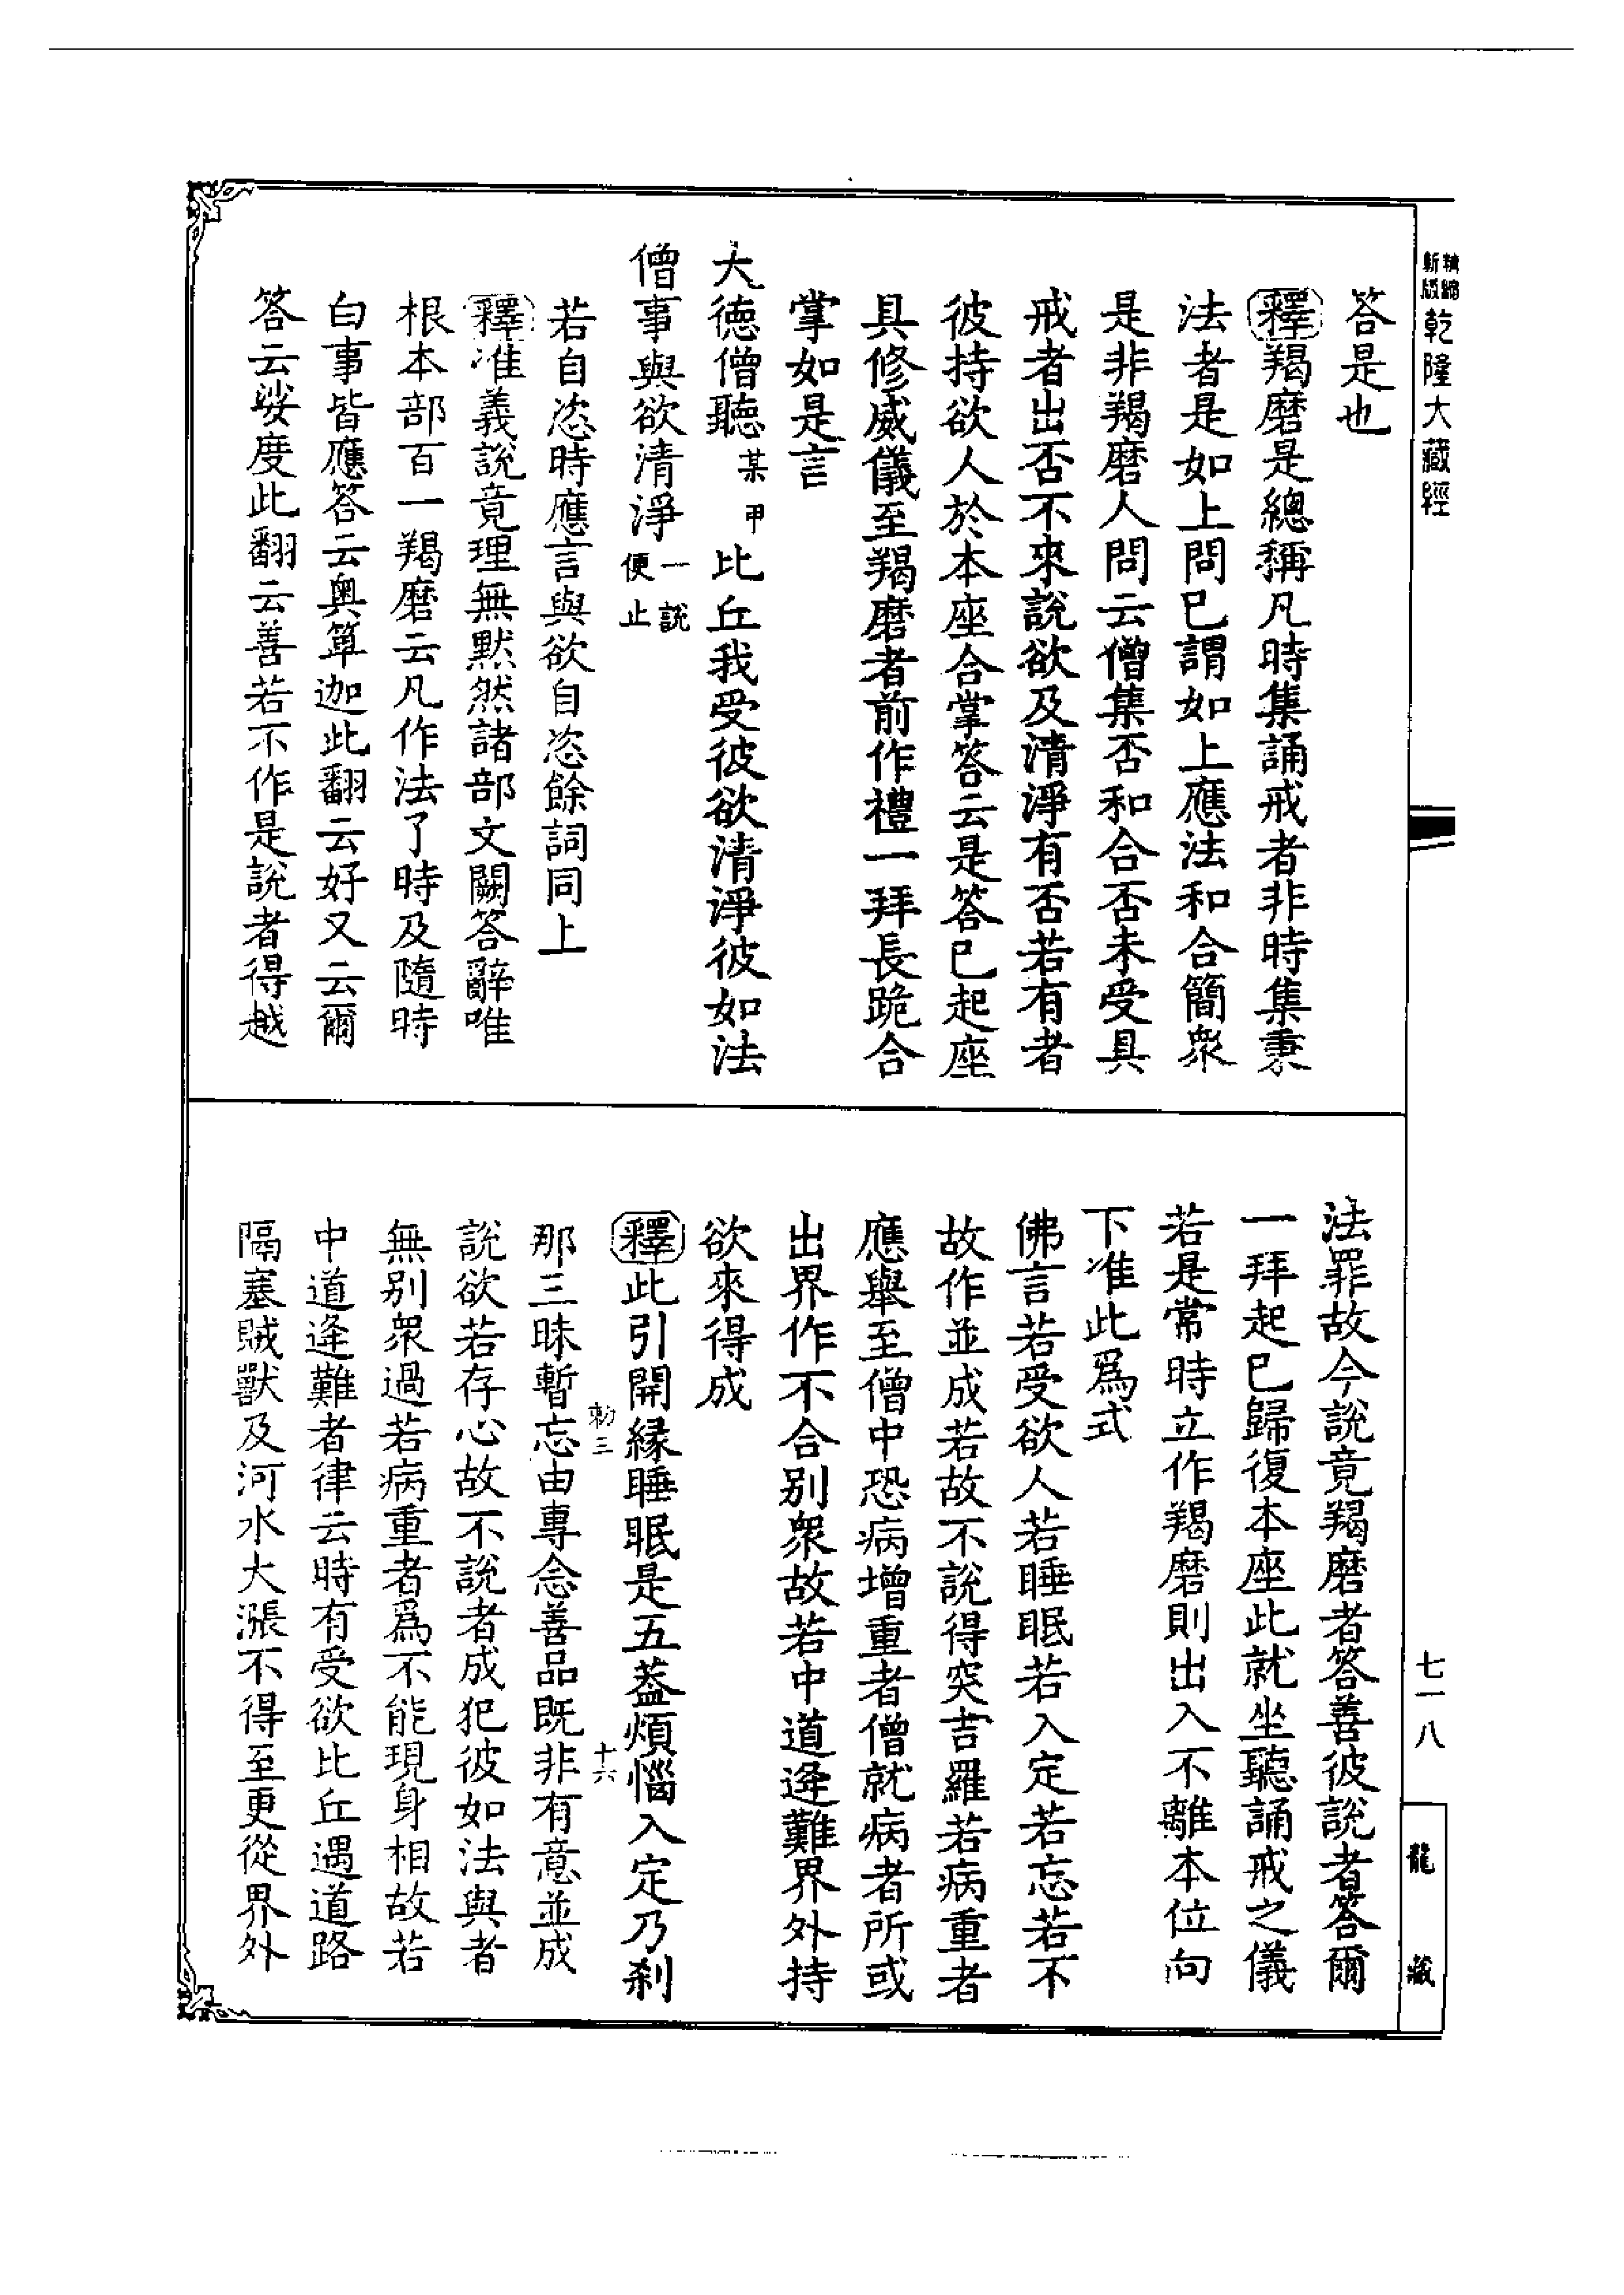 精縮
新版
乾隆大藏經
答是也
釋羯磨是總稱凡時集誦戒者非時集秉
法者是如上問已謂如上應法和合簡衆
是非羯磨人問云僧集否和合否未受具
戒者出否不來說欲及清淨有否若有者
彼持欲人於本座合掌答云是答已起座
具修威儀至羯磨者前作禮一拜長跪合
掌如是言
大德僧聽某甲比丘我受彼欲清淨彼如法
僧事與欲清淨一說便止
若自恣時應言與欲自恣餘詞同上
釋准義說竟理無默然諸部文闕答辭唯
根本部百一羯磨云凡作法了時及隨時
白事皆應答云奧箄迦此翻云好又云爾
答云娑度此翻云善若不作是說者得越
七一八
龍藏
法罪故今說竟羯磨者答善彼說者答爾
一拜起已歸復本座此就坐聽誦戒之儀
若是常時立作羯磨則出入不離本位向
下准此爲式
佛言若受欲人若睡眠若入定若忘若不
故作並成若故不說得突吉羅若病重者
應舉至僧中恐病增重者僧就病者所或
出界作不合別衆故若中道逢難界外持
欲來得成
釋此引開緣睡眠是五葢煩惱入定乃刹
勅三
十六
那三昧暫忘由專念善品既非有意並成
說欲若存心故不說者成犯彼如法與者
無別衆過若病重者爲不能現身相故若
中道逢難者律云時有受欲比丘遇道路
隔塞賊獸及河水大漲不得至更從界外